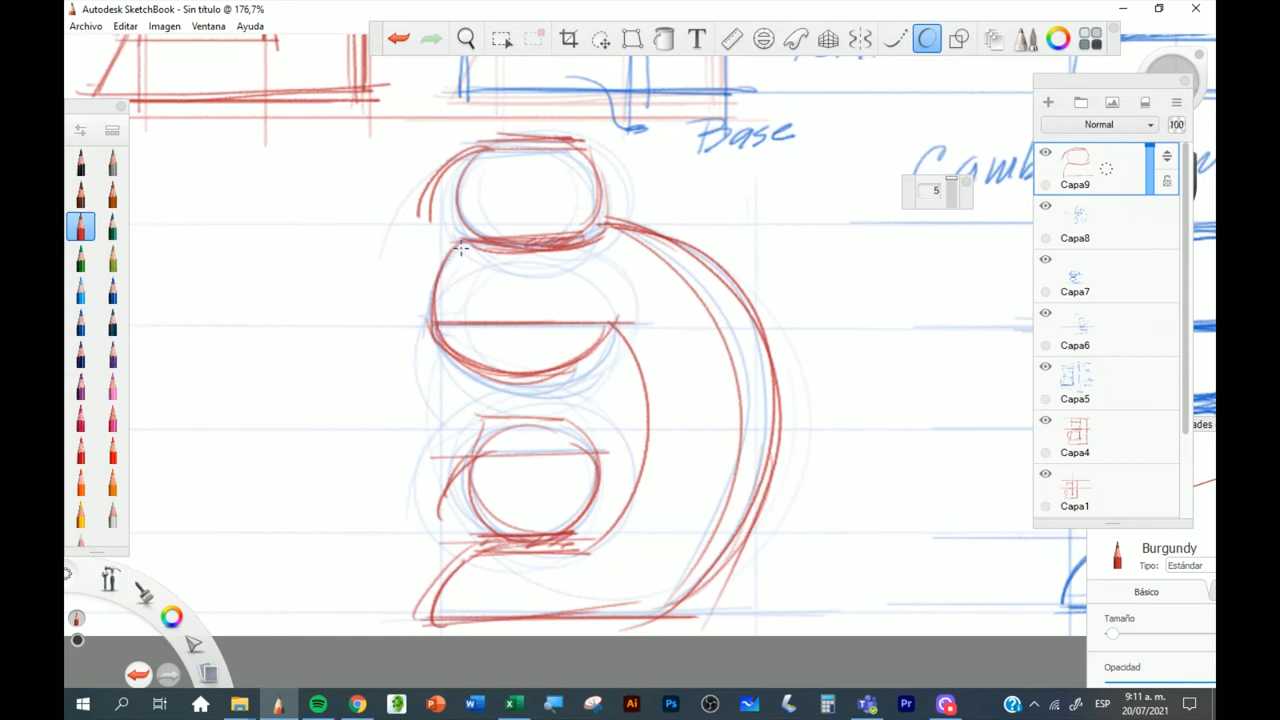 Autodesk SketchBook - Sin título @ 176,7%
Archivo Editar Imagen Ventana Ayuda
Base
Normal
100
Capa9
5
Capa8
Capa7
Capa6
Capa5
Capa4
Capa1
Burgundy
Tipo: Estándar
Básico
Tamaño
Opacidad
ESP
9:11 a. m.
20/07/2021